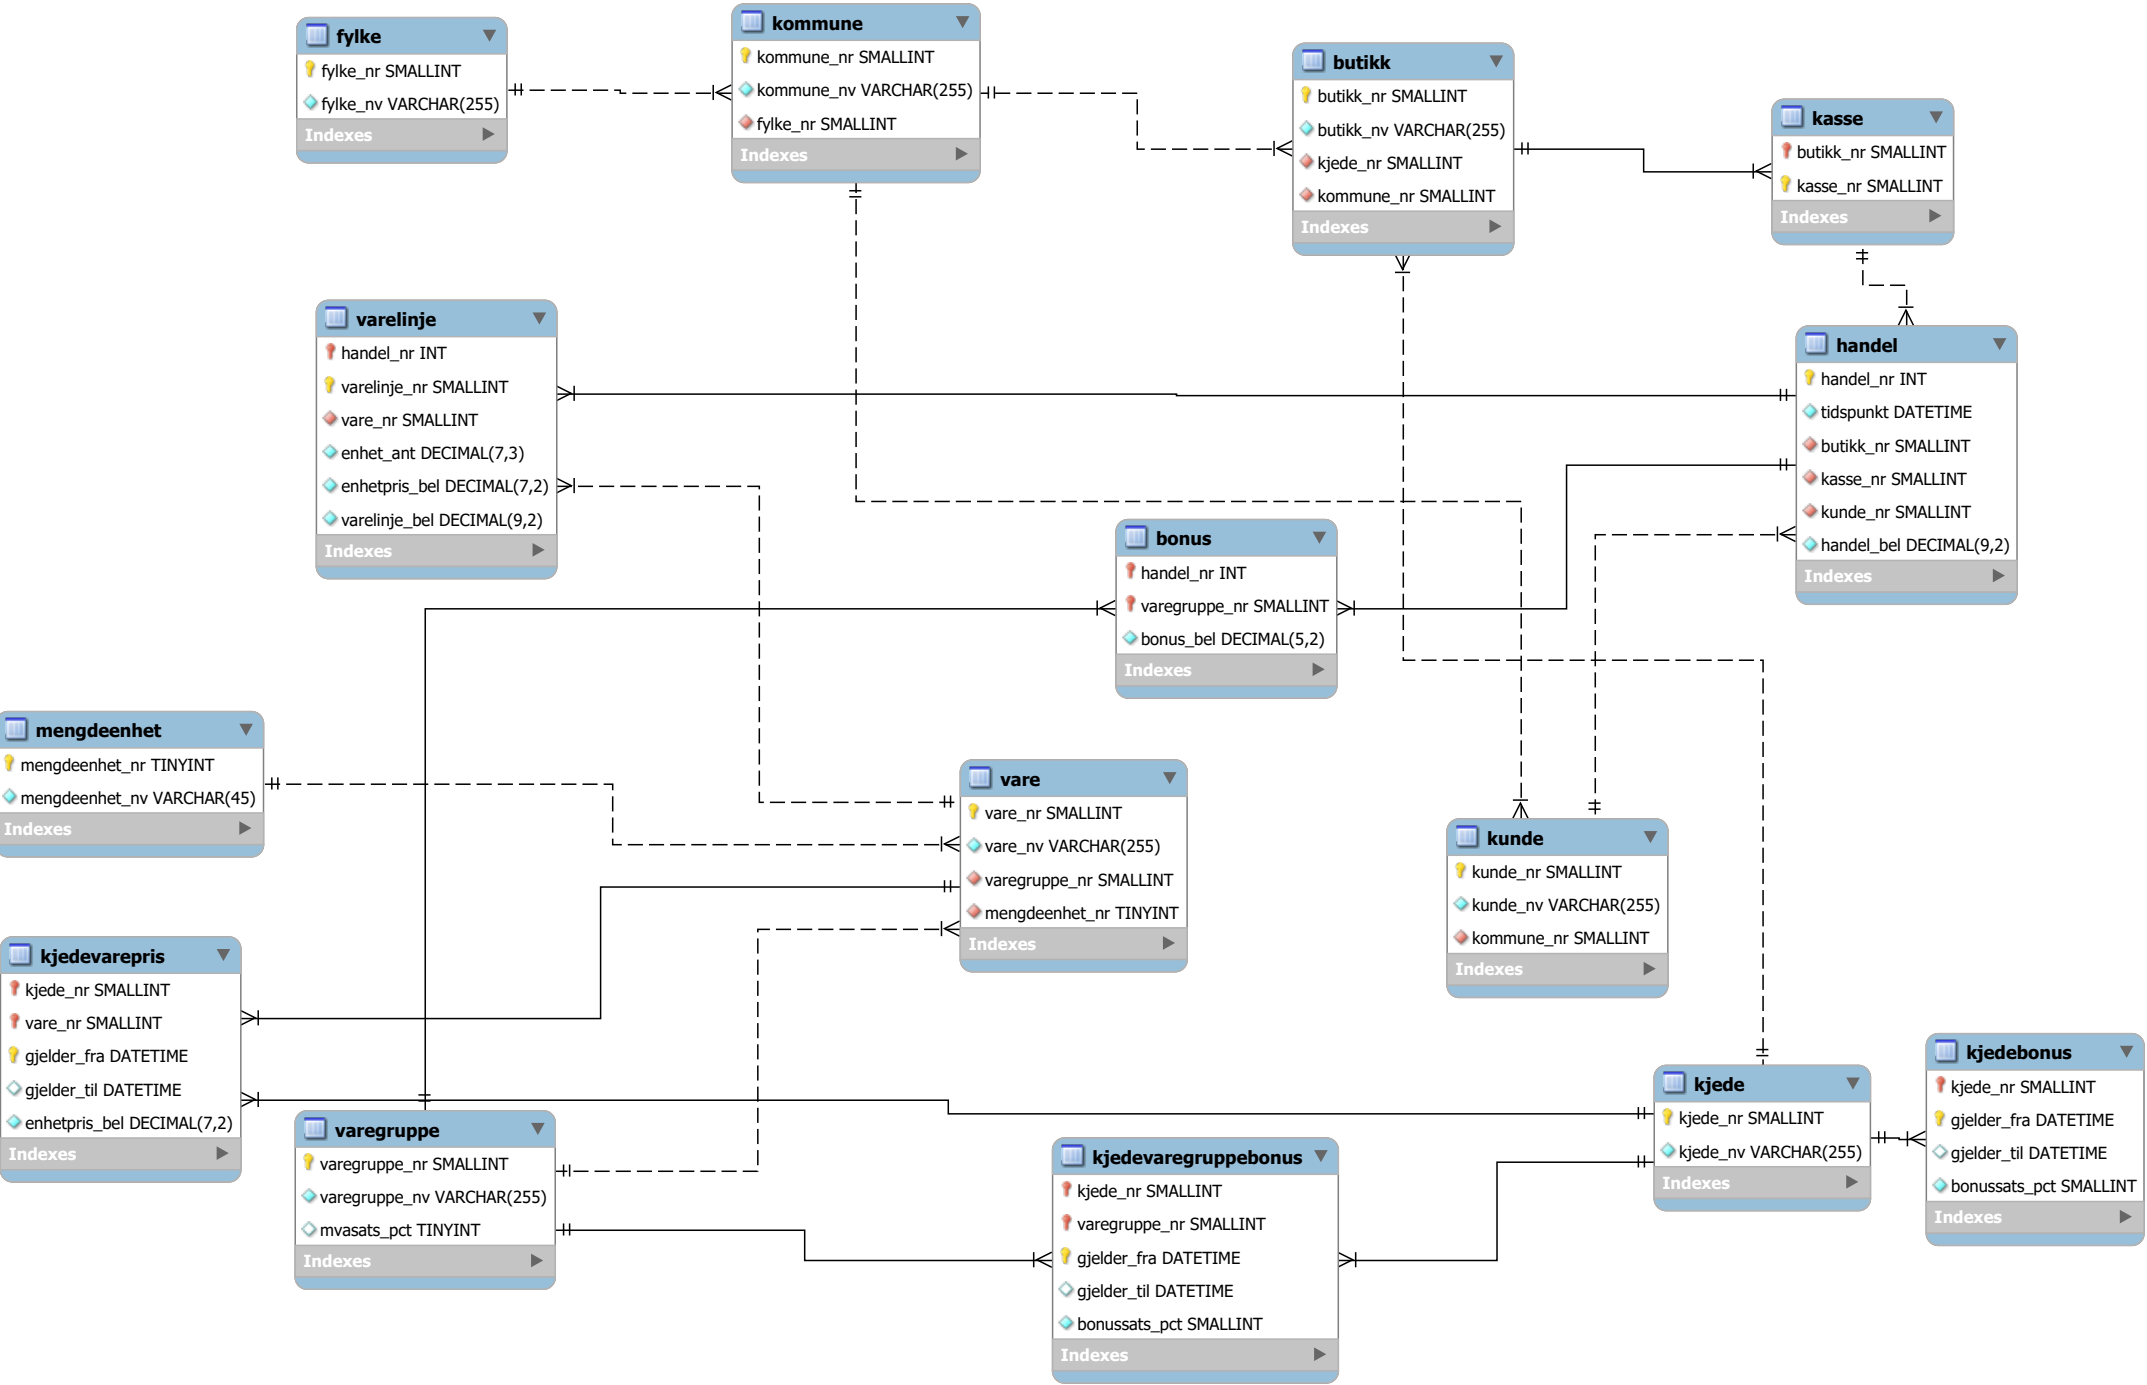 fylke
fylke_nr SMALLINT
fylke_nv VARCHAR(255)
Indexes
kommune
kommune_nr SMALLINT
kommune_nv VARCHAR(255)
fylke_nr SMALLINT
Indexes
butikk
butikk_nr SMALLINT
butikk_nv VARCHAR(255)
kjede_nr SMALLINT
kommune_nr SMALLINT
Indexes
kasse
butikk_nr SMALLINT
kasse_nr SMALLINT
Indexes
varelinje
handel_nr INT
varelinje_nr SMALLINT
vare_nr SMALLINT
enhet_ant DECIMAL(7,3)
enhetpris_bel DECIMAL(7,2)
varelinje_bel DECIMAL(9,2)
Indexes
handel
handel_nr INT
tidspunkt DATETIME
butikk_nr SMALLINT
kasse_nr SMALLINT
kunde_nr SMALLINT
handel_bel DECIMAL(9,2)
Indexes
bonus
handel_nr INT
varegruppe_nr SMALLINT
bonus_bel DECIMAL(5,2)
Indexes
mengdeenhet
mengdeenhet_nr TINYINT
mengdeenhet_nv VARCHAR(45)
Indexes
vare
vare_nr SMALLINT
vare_nv VARCHAR(255)
varegruppe_nr SMALLINT
mengdeenhet_nr TINYINT
Indexes
kunde
kunde_nr SMALLINT
kunde_nv VARCHAR(255)
kommune_nr SMALLINT
Indexes
kjedevarepris
kjede_nr SMALLINT
vare_nr SMALLINT
gjelder_fra DATETIME
gjelder_til DATETIME
enhetpris_bel DECIMAL(7,2)
Indexes
varegruppe
varegruppe_nr SMALLINT
varegruppe_nv VARCHAR(255)
mvasats_pct TINYINT
Indexes
kjedevaregruppebonus
kjede_nr SMALLINT
varegruppe_nr SMALLINT
gjelder_fra DATETIME
gjelder_til DATETIME
bonussats_pct SMALLINT
Indexes
kjede
kjede_nr SMALLINT
kjede_nv VARCHAR(255)
Indexes
kjedebonus
kjede_nr SMALLINT
gjelder_fra DATETIME
gjelder_til DATETIME
bonussats_pct SMALLINT
Indexes